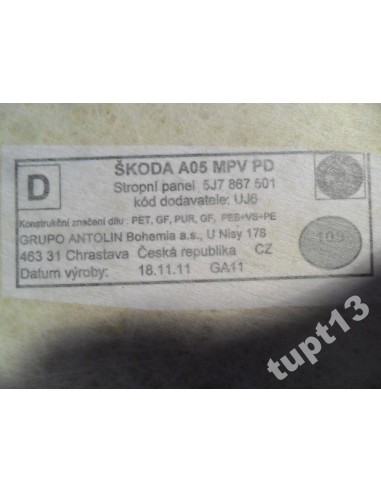 D
ŠKODA A05 MPV PD
Stropní panel 5J7 867 501
kód dodavatele: UJ6
Konstrukční značení dílu: PET, GF, PUR, GF, PES+VS+PE
GRUPO ANTOLIN Bohemia a.s., U Nisy 178
463 31 Chrastava Česká republika CZ
Datum výroby: 18.11.11 GA11
109
tupt13